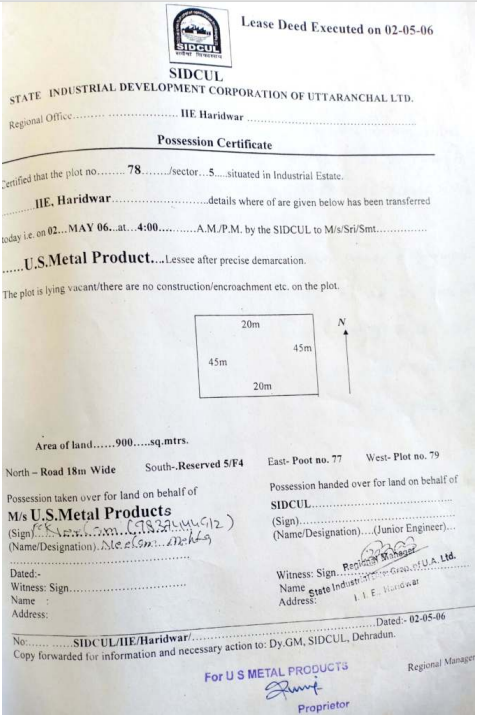 Lease Deed Executed on 02-05-06
SIDCUL
SIDCUL
STATE INDUSTRIAL DEVELOPMENT CORPORATION OF UTTARANCHAL LTD.
Regional Office.................... IIE Haridwar ....................
Possession Certificate
Certified that the plot no........ 78......../sector...5.....situated in Industrial Estate.
........IIE, Haridwar........................details where of are given below has been transferred
today i.e. on 02...MAY 06...at...4:00..........A.M./P.M. by the SIDCUL to M/s/Sri/Smt..............
......U.S.Metal Product....Lessee after precise demarcation.
The plot is lying vacant/there are no construction/encroachment etc. on the plot.
20m
N
45m
45m
20m
Area of land......900.....sq.mtrs.
North – Road 18m Wide South-.Reserved 5/F4 East- Poot no. 77 West- Plot no. 79
Possession taken over for land on behalf of
M/s U.S.Metal Products
(Sign)
(Name/Designation). Neelam Mehta
Dated:-
Witness: Sign....................
Name :
Address:
Possession handed over for land on behalf of
SIDCUL...........................
(Sign)...........................
(Name/Designation)....(Junior Engineer)...
Witness: Sign. Regional Manager
Name State Industrial Dev. Corp. of U.A. Ltd.
Address: I. I. E., Haridwar
Dated:- 02-05-06
No:............SIDCUL/IIE/Haridwar/..............
Copy forwarded for information and necessary action to: Dy.GM, SIDCUL, Dehradun.
Regional Manager
For U S METAL PRODUCTS
Proprietor